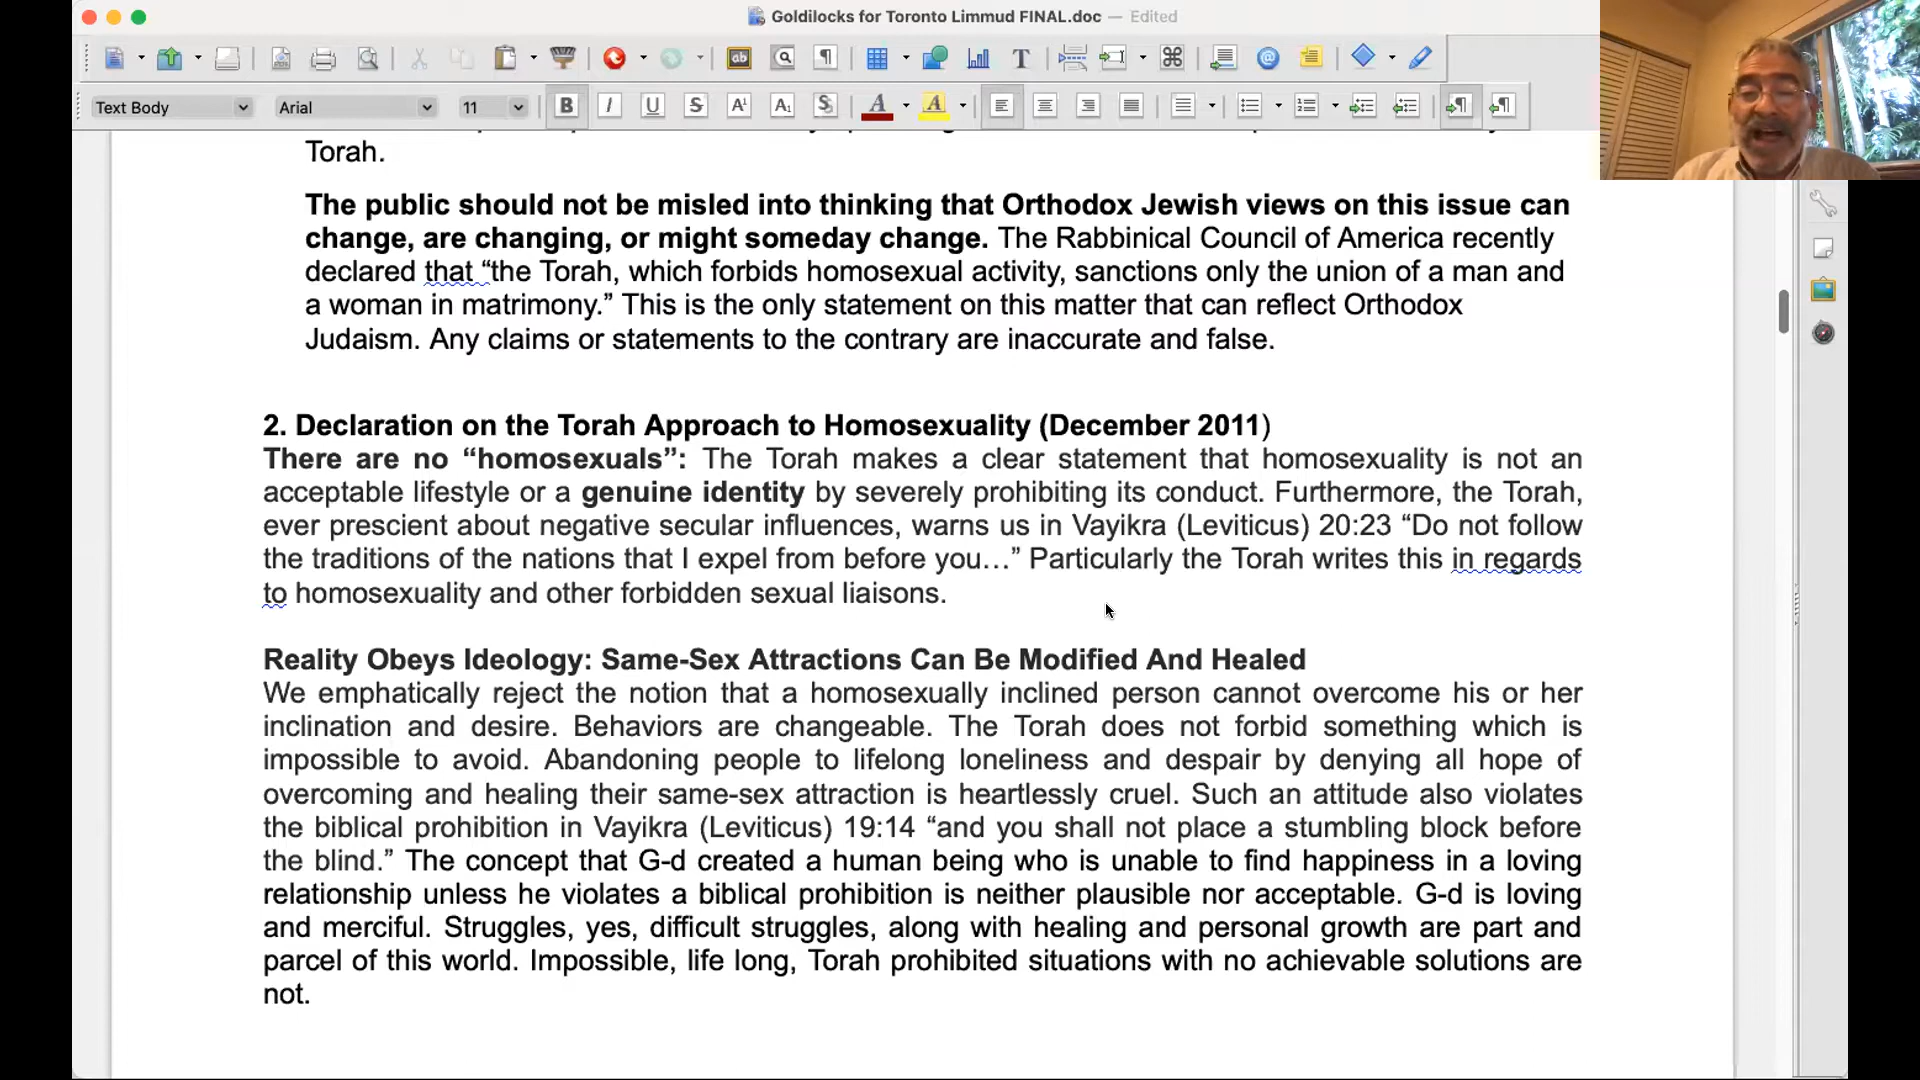 Goldilocks for Toronto Limmud FINAL.doc — Edited
Text Body Arial 11
Torah.
The public should not be misled into thinking that Orthodox Jewish views on this issue can
change, are changing, or might someday change. The Rabbinical Council of America recently
declared that “the Torah, which forbids homosexual activity, sanctions only the union of a man and
a woman in matrimony.” This is the only statement on this matter that can reflect Orthodox
Judaism. Any claims or statements to the contrary are inaccurate and false.
2. Declaration on the Torah Approach to Homosexuality (December 2011)
There are no “homosexuals”: The Torah makes a clear statement that homosexuality is not an
acceptable lifestyle or a genuine identity by severely prohibiting its conduct. Furthermore, the Torah,
ever prescient about negative secular influences, warns us in Vayikra (Leviticus) 20:23 “Do not follow
the traditions of the nations that I expel from before you…” Particularly the Torah writes this in regards
to homosexuality and other forbidden sexual liaisons.
Reality Obeys Ideology: Same-Sex Attractions Can Be Modified And Healed
We emphatically reject the notion that a homosexually inclined person cannot overcome his or her
inclination and desire. Behaviors are changeable. The Torah does not forbid something which is
impossible to avoid. Abandoning people to lifelong loneliness and despair by denying all hope of
overcoming and healing their same-sex attraction is heartlessly cruel. Such an attitude also violates
the biblical prohibition in Vayikra (Leviticus) 19:14 “and you shall not place a stumbling block before
the blind.” The concept that G-d created a human being who is unable to find happiness in a loving
relationship unless he violates a biblical prohibition is neither plausible nor acceptable. G-d is loving
and merciful. Struggles, yes, difficult struggles, along with healing and personal growth are part and
parcel of this world. Impossible, life long, Torah prohibited situations with no achievable solutions are
not.